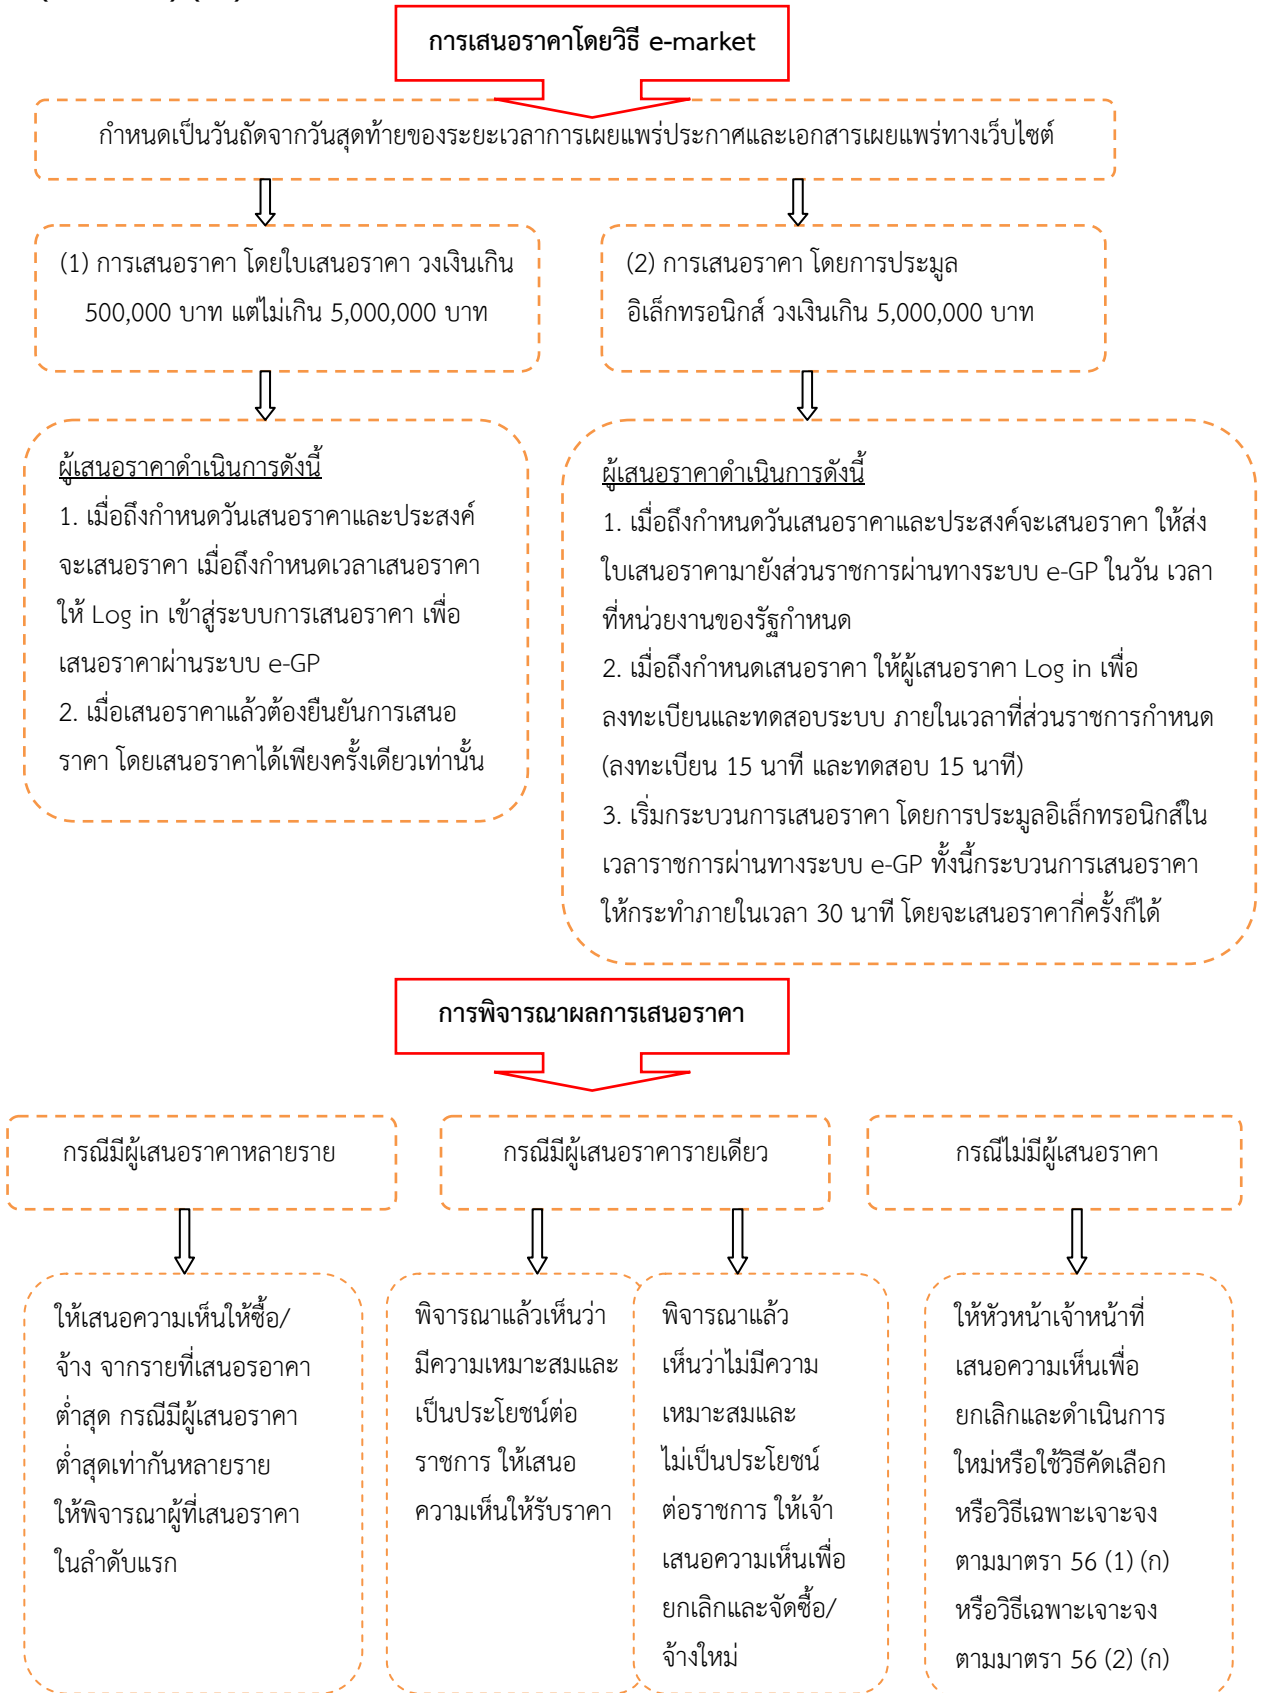 การเสนอราคาโดยวิธี e-market
กำหนดเป็นวันถัดจากวันสุดท้ายของระยะเวลาการเผยแพร่ประกาศและเอกสารเผยแพร่ทางเว็บไซต์
(1) การเสนอราคา โดยใบเสนอราคา วงเงินเกิน
500,000 บาท แต่ไม่เกิน 5,000,000 บาท
(2) การเสนอราคา โดยการประมูล
อิเล็กทรอนิกส์ วงเงินเกิน 5,000,000 บาท
ผู้เสนอราคาดำเนินการดังนี้
1. เมื่อถึงกำหนดวันเสนอราคาและประสงค์
จะเสนอราคา เมื่อถึงกำหนดเวลาเสนอราคา
ให้ Log in เข้าสู่ระบบการเสนอราคา เพื่อ
เสนอราคาผ่านระบบ e-GP
2. เมื่อเสนอราคาแล้วต้องยืนยันการเสนอ
ราคา โดยเสนอราคาได้เพียงครั้งเดียวเท่านั้น
ผู้เสนอราคาดำเนินการดังนี้
1. เมื่อถึงกำหนดวันเสนอราคาและประสงค์จะเสนอราคา ให้ส่ง
ใบเสนอราคามายังส่วนราชการผ่านทางระบบ e-GP ในวัน เวลา
ที่หน่วยงานของรัฐกำหนด
2. เมื่อถึงกำหนดเสนอราคา ให้ผู้เสนอราคา Log in เพื่อ
ลงทะเบียนและทดสอบระบบ ภายในเวลาที่ส่วนราชการกำหนด
(ลงทะเบียน 15 นาที และทดสอบ 15 นาที)
3. เริ่มกระบวนการเสนอราคา โดยการประมูลอิเล็กทรอนิกส์ใน
เวลาราชการผ่านทางระบบ e-GP ทั้งนี้กระบวนการเสนอราคา
ให้กระทำภายในเวลา 30 นาที โดยจะเสนอราคากี่ครั้งก็ได้
การพิจารณาผลการเสนอราคา
กรณีมีผู้เสนอราคาหลายราย
กรณีมีผู้เสนอราคารายเดียว
กรณีไม่มีผู้เสนอราคา
ให้เสนอความเห็นให้ซื้อ/
จ้าง จากรายที่เสนอรอาคา
ต่ำสุด กรณีมีผู้เสนอราคา
ต่ำสุดเท่ากันหลายราย
ให้พิจารณาผู้ที่เสนอราคา
ในลำดับแรก
พิจารณาแล้วเห็นว่า
มีความเหมาะสมและ
เป็นประโยชน์ต่อ
ราชการ ให้เสนอ
ความเห็นให้รับราคา
พิจารณาแล้ว
เห็นว่าไม่มีความ
เหมาะสมและ
ไม่เป็นประโยชน์
ต่อราชการ ให้เจ้า
เสนอความเห็นเพื่อ
ยกเลิกและจัดซื้อ/
จ้างใหม่
ให้หัวหน้าเจ้าหน้าที่
เสนอความเห็นเพื่อ
ยกเลิกและดำเนินการ
ใหม่หรือใช้วิธีคัดเลือก
หรือวิธีเฉพาะเจาะจง
ตามมาตรา 56 (1) (ก)
หรือวิธีเฉพาะเจาะจง
ตามมาตรา 56 (2) (ก)